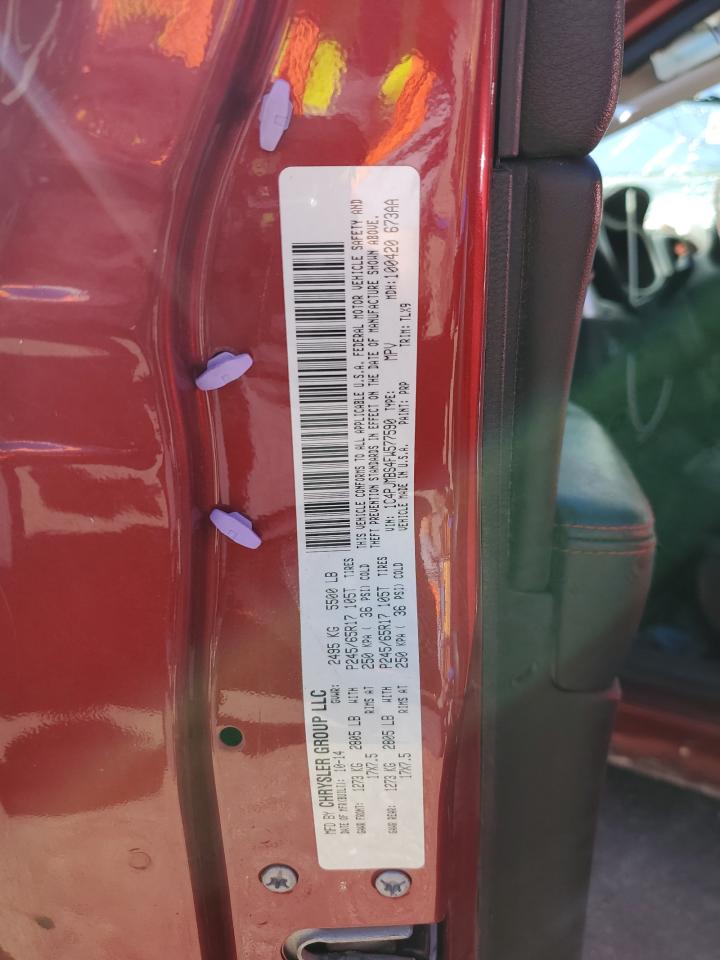 MFD BY CHRYSLER GROUP LLC
DATE OF MFR(BUILT): 10-14 GVWR: 2495 KG 5500 LB
GAWR FRONT: 1273 KG 2805 LB WITH P245/65R17 105T TIRES
17X7.5 RIMS AT 250 KPA ( 36 PSI) COLD
GAWR REAR: 1273 KG 2805 LB WITH P245/65R17 105T TIRES
17X7.5 RIMS AT 250 KPA ( 36 PSI) COLD
THIS VEHICLE CONFORMS TO ALL APPLICABLE U.S.A. FEDERAL MOTOR VEHICLE SAFETY AND
THEFT PREVENTION STANDARDS IN EFFECT ON THE DATE OF MANUFACTURE SHOWN ABOVE.
VIN: 1C4PJMBS4FW577590 TYPE: MPV MDH:100420 673AA
VEHICLE MADE IN U.S.A. PAINT: PRP TRIM: TLX9